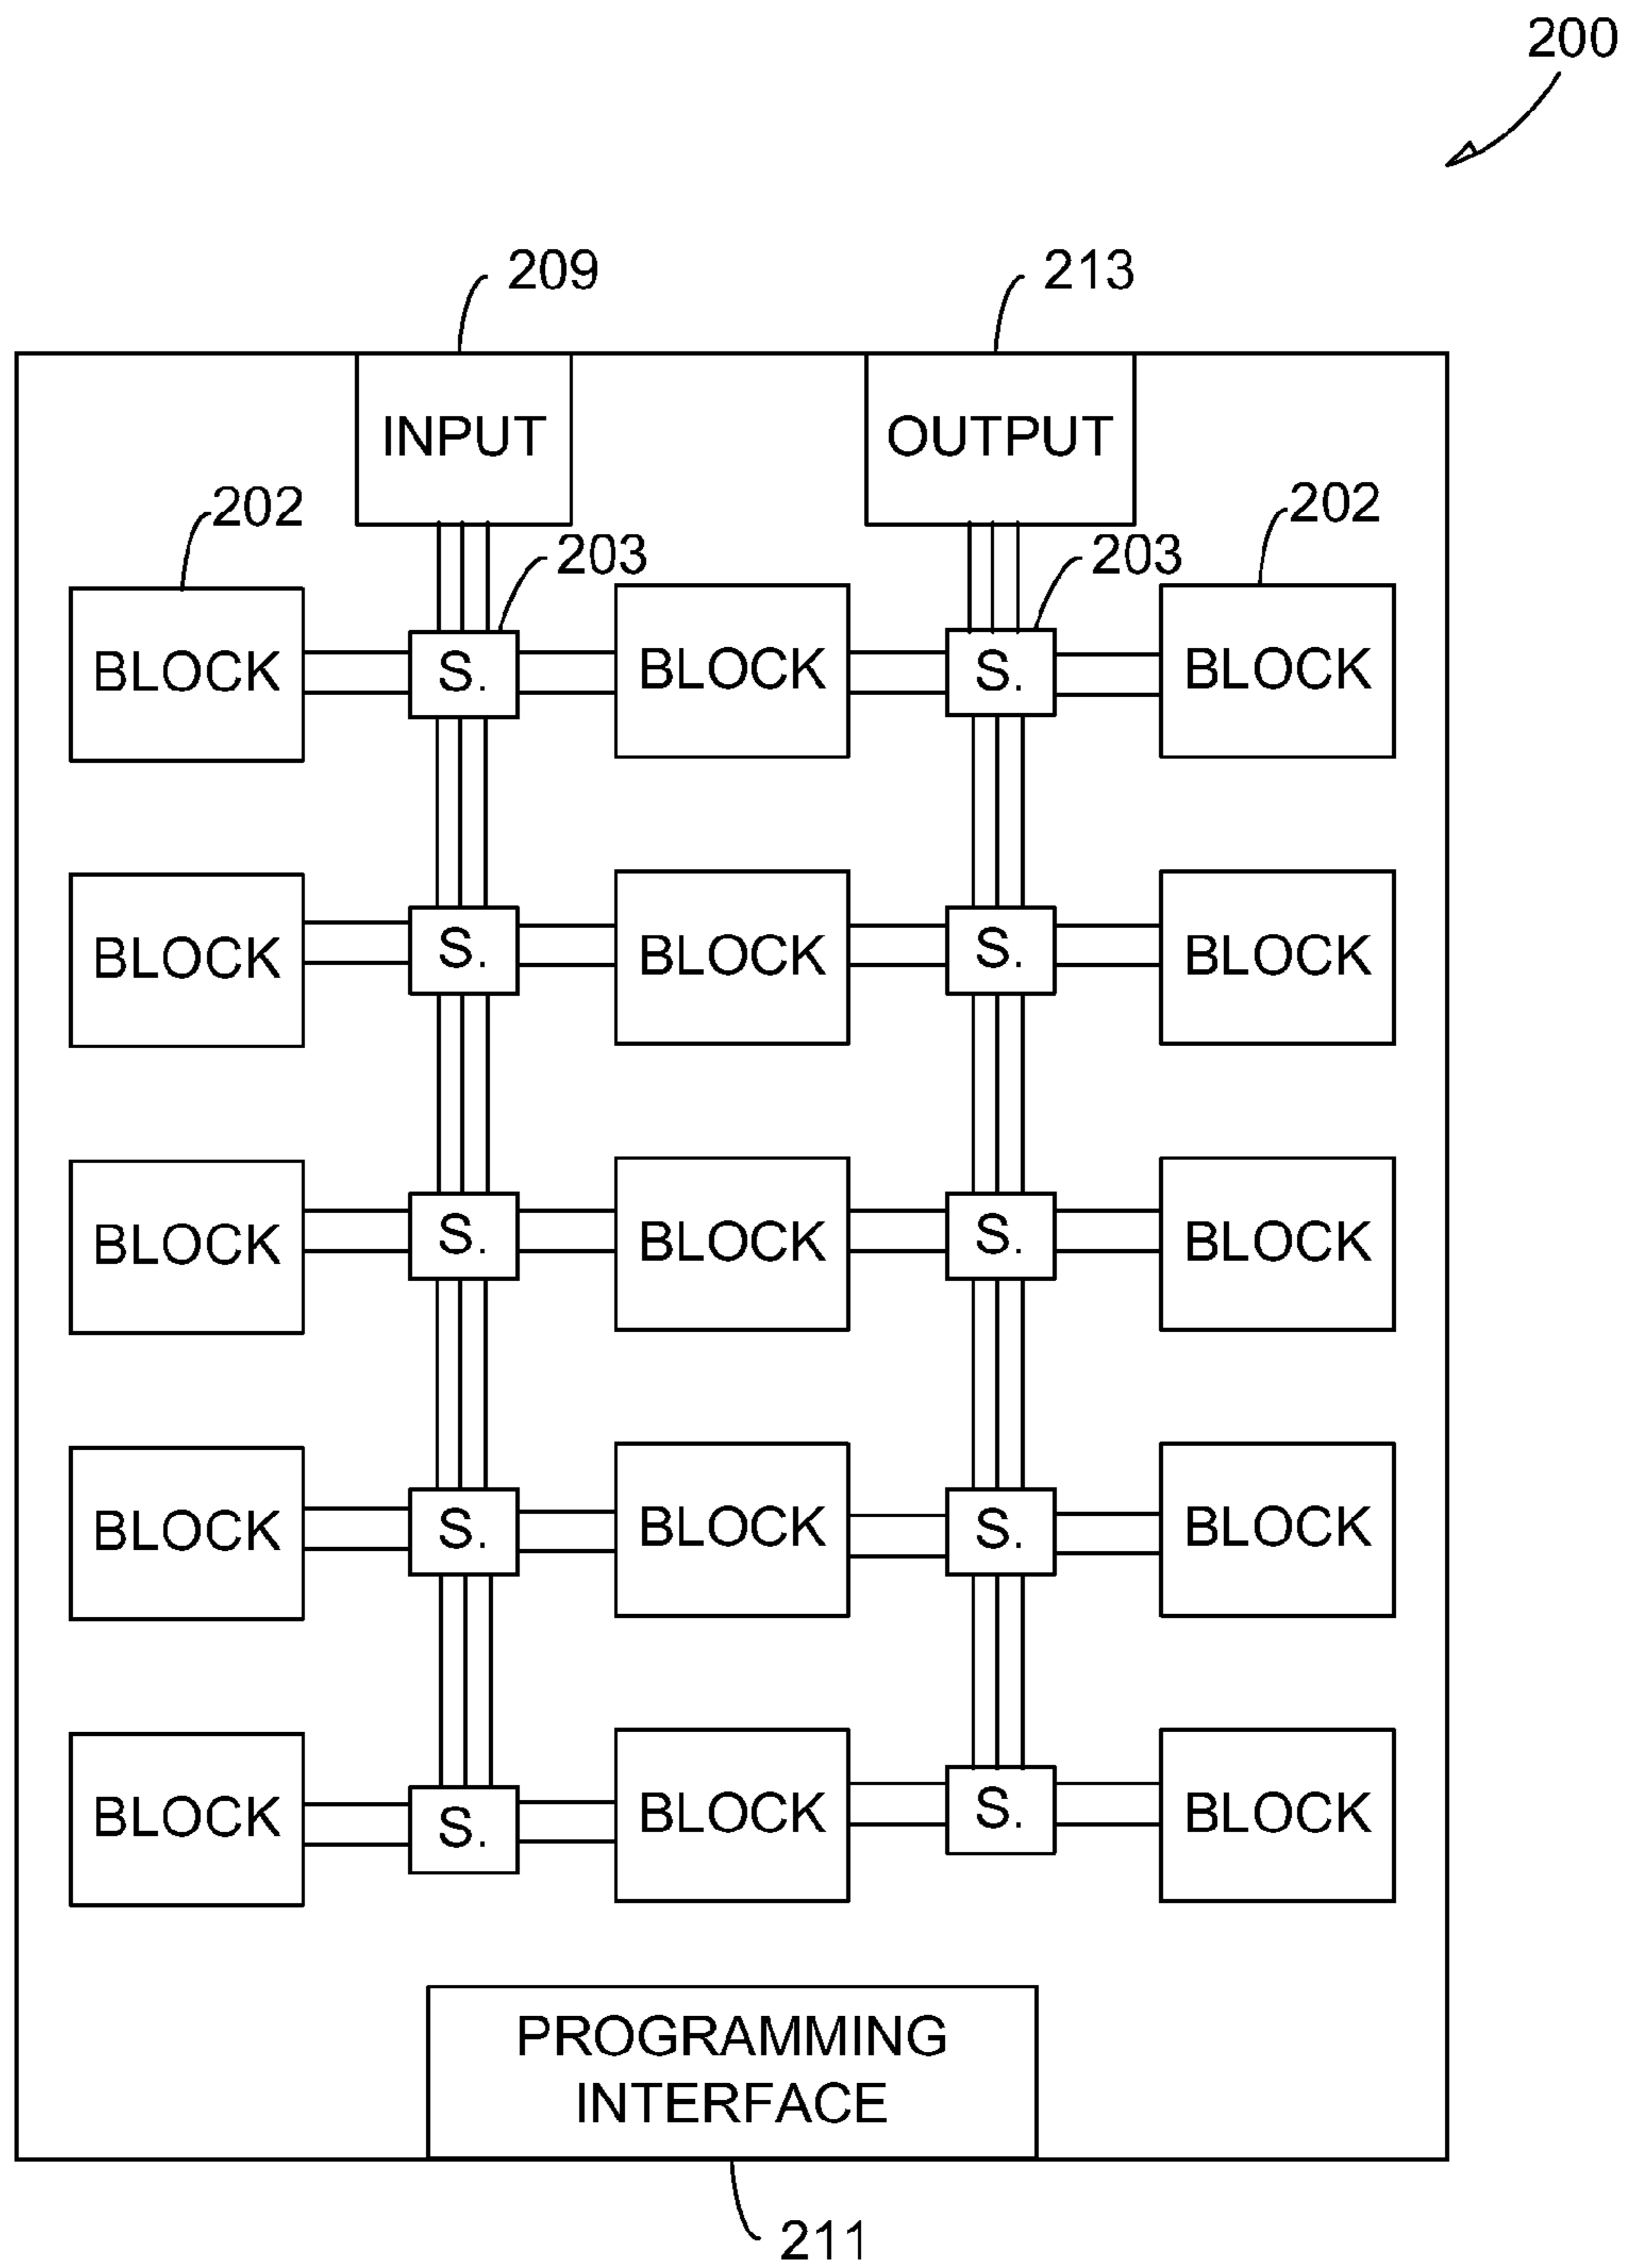 200
209
213
INPUT
OUTPUT
202
202
203
203
BLOCK
S.
BLOCK
S.
BLOCK
BLOCK
S.
BLOCK
S.
BLOCK
BLOCK
S.
BLOCK
S.
BLOCK
BLOCK
S.
BLOCK
S.
BLOCK
BLOCK
S.
BLOCK
S.
BLOCK
PROGRAMMING
INTERFACE
211